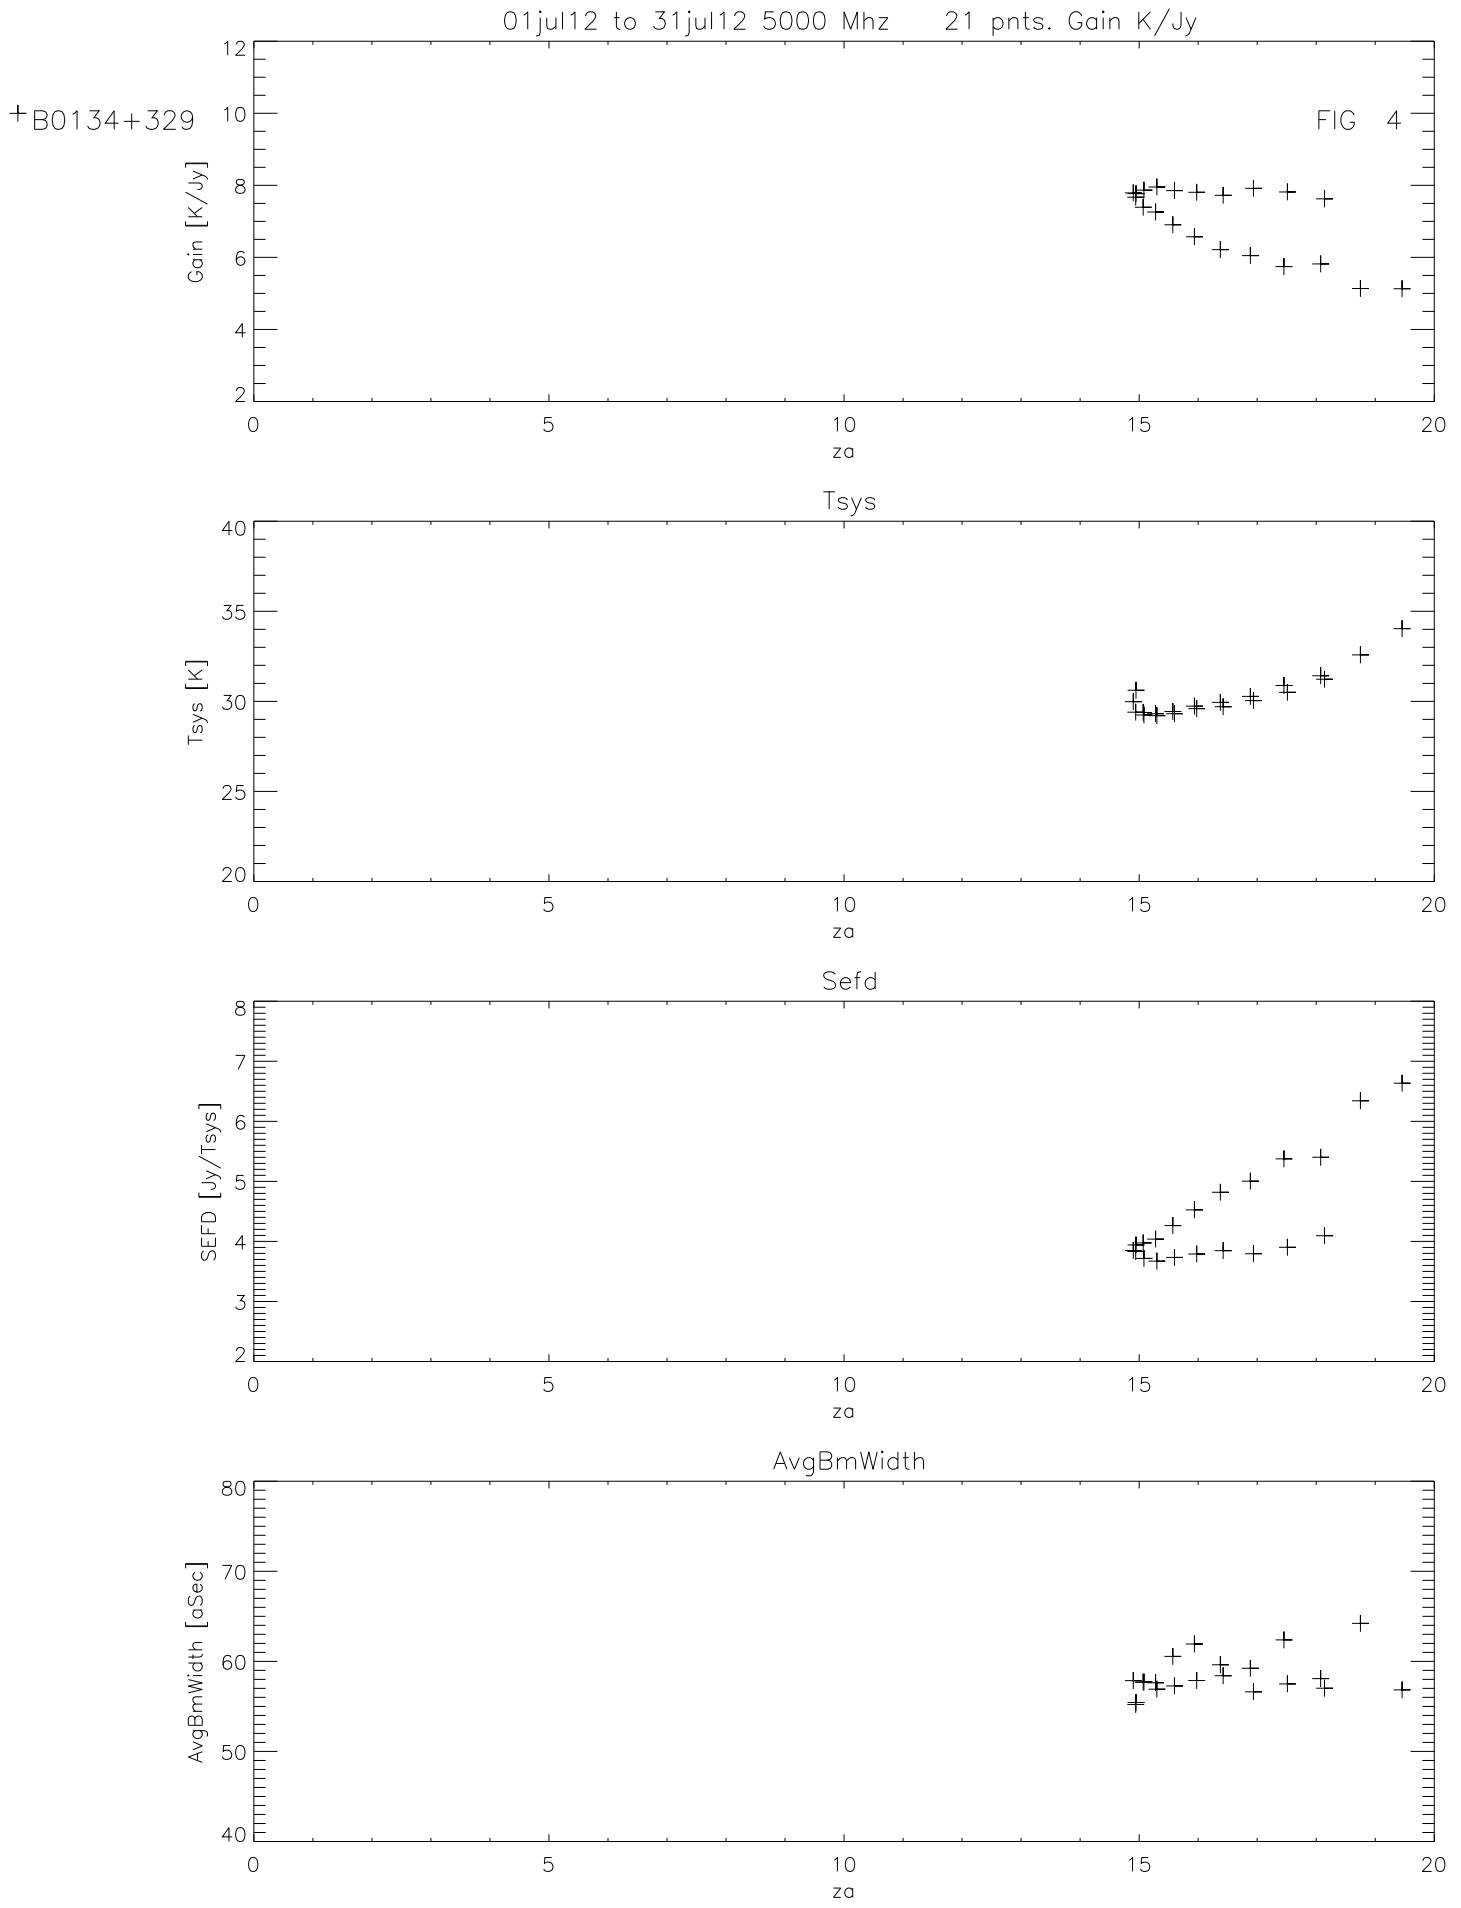 01jul12 to 31jul12 5000 Mhz 21 pnts. Gain K/Jy
+B0134+329
FIG 4
Gain [K/Jy]
12
10
8
6
4
2
0 5 10 15 20
za
Tsys
Tsys [K]
40
35
30
25
20
0 5 10 15 20
za
Sefd
SEFD [Jy/Tsys]
8
7
6
5
4
3
2
0 5 10 15 20
za
AvgBmWidth
AvgBmWidth [aSec]
80
70
60
50
40
0 5 10 15 20
za